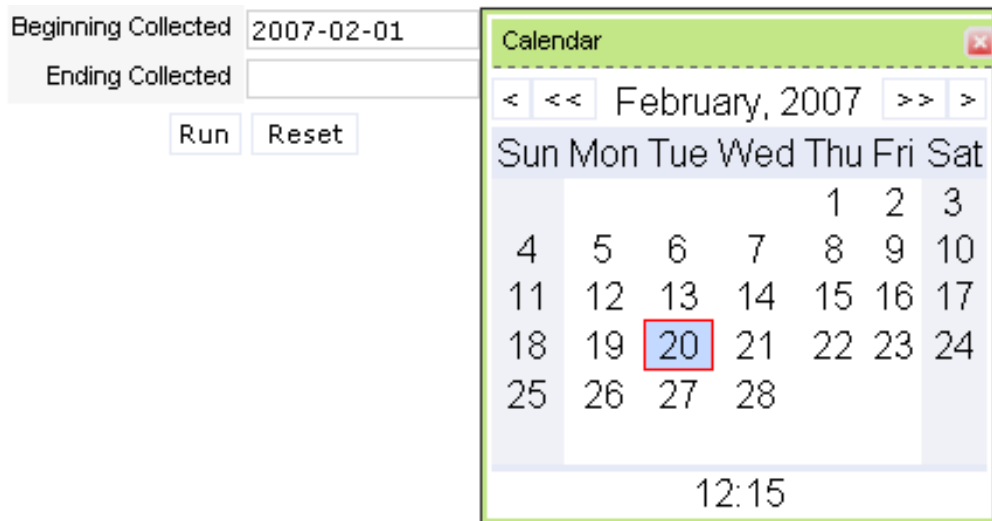 Beginning Collected 2007-02-01
Ending Collected
Run Reset
Calendar
< << February, 2007 >> >
Sun Mon Tue Wed Thu Fri Sat
1 2 3
4 5 6 7 8 9 10
11 12 13 14 15 16 17
18 19 20 21 22 23 24
25 26 27 28
12:15